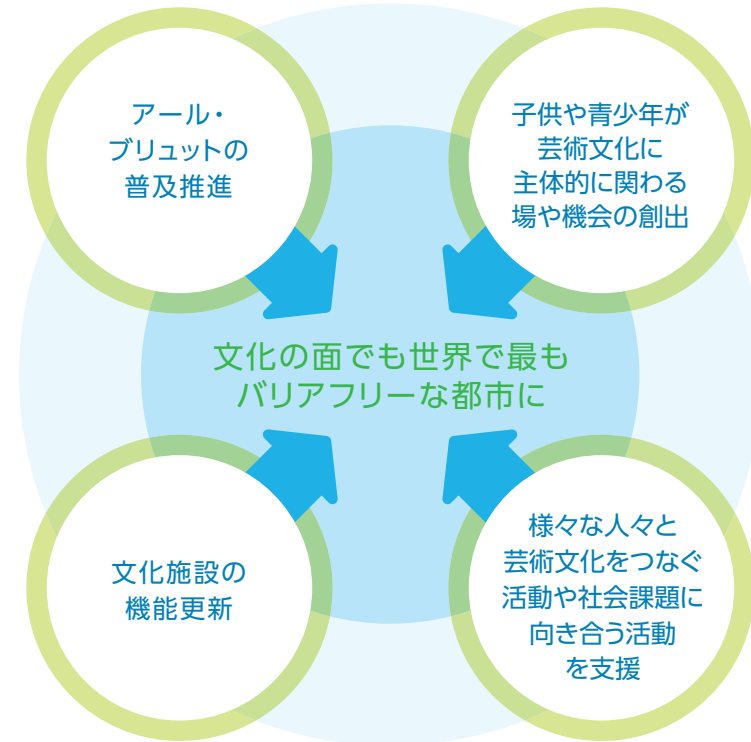 アール・
ブリュットの
普及推進
子供や青少年が
芸術文化に
主体的に関わる
場や機会の創出
文化の面でも世界で最も
バリアフリーな都市に
文化施設の
機能更新
様々な人々と
芸術文化をつなぐ
活動や社会課題に
向き合う活動
を支援